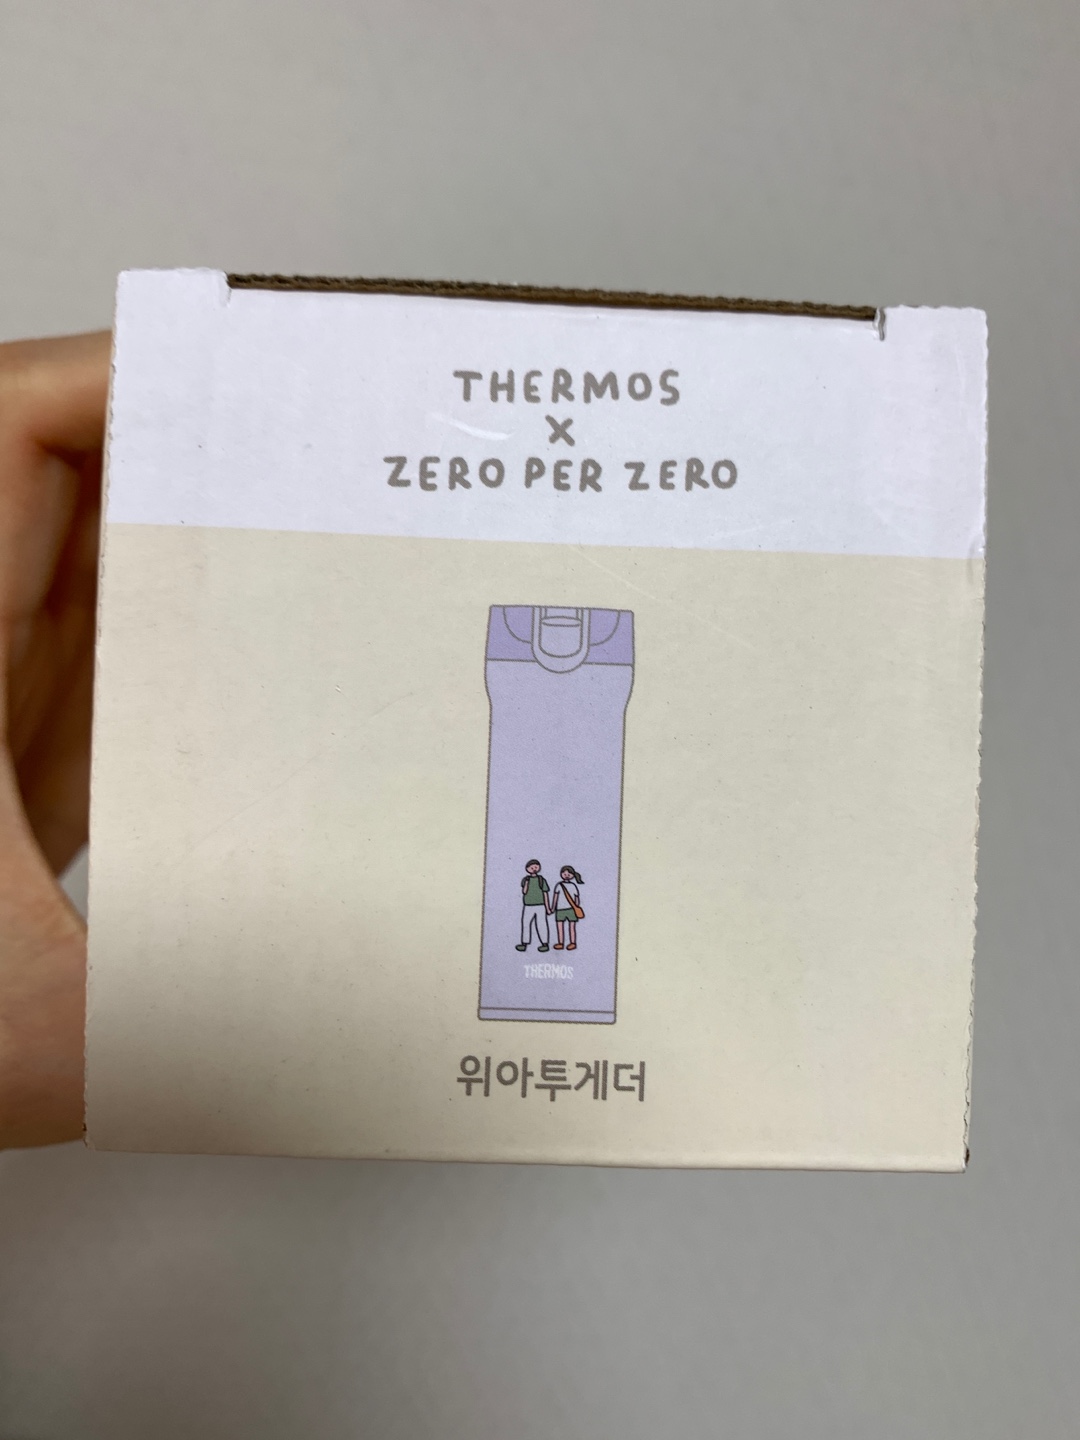 THERMOS
X
ZERO PER ZERO
THERMOS
위아투게더